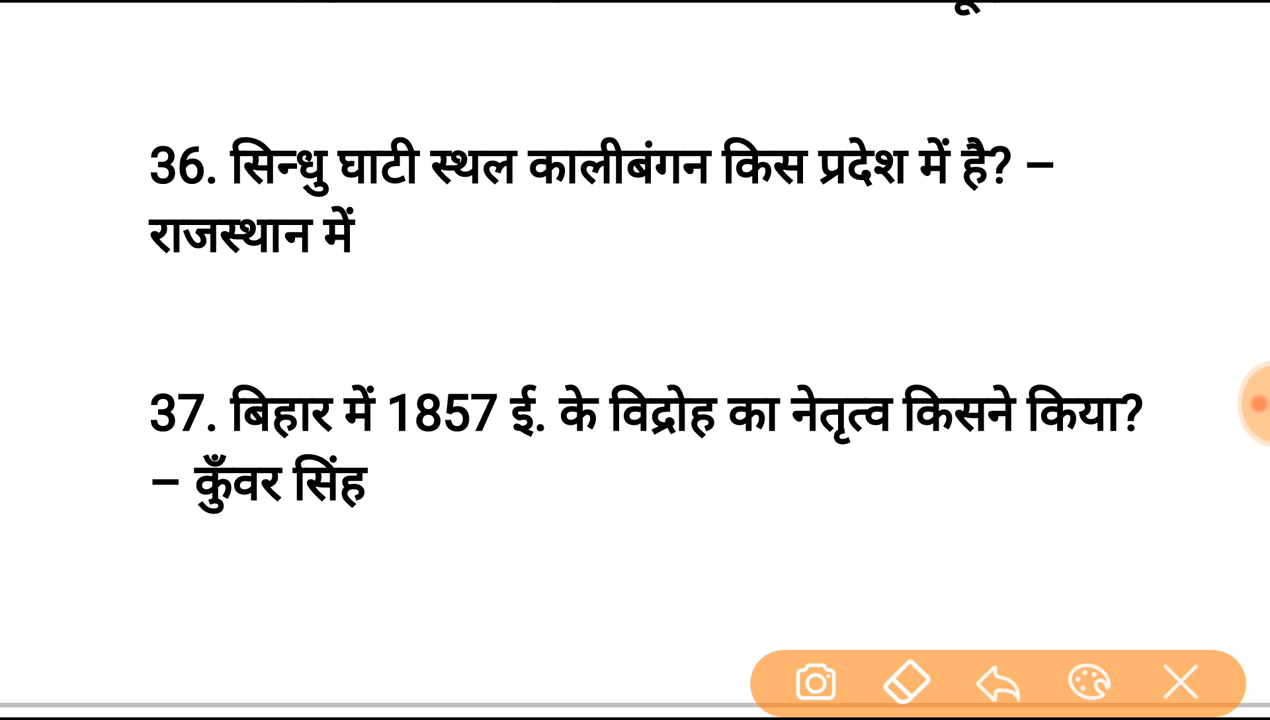 36. सिन्धु घाटी स्थल कालीबंगन किस प्रदेश में है? –
राजस्थान में
37. बिहार में 1857 ई. के विद्रोह का नेतृत्व किसने किया?
– कुँवर सिंह